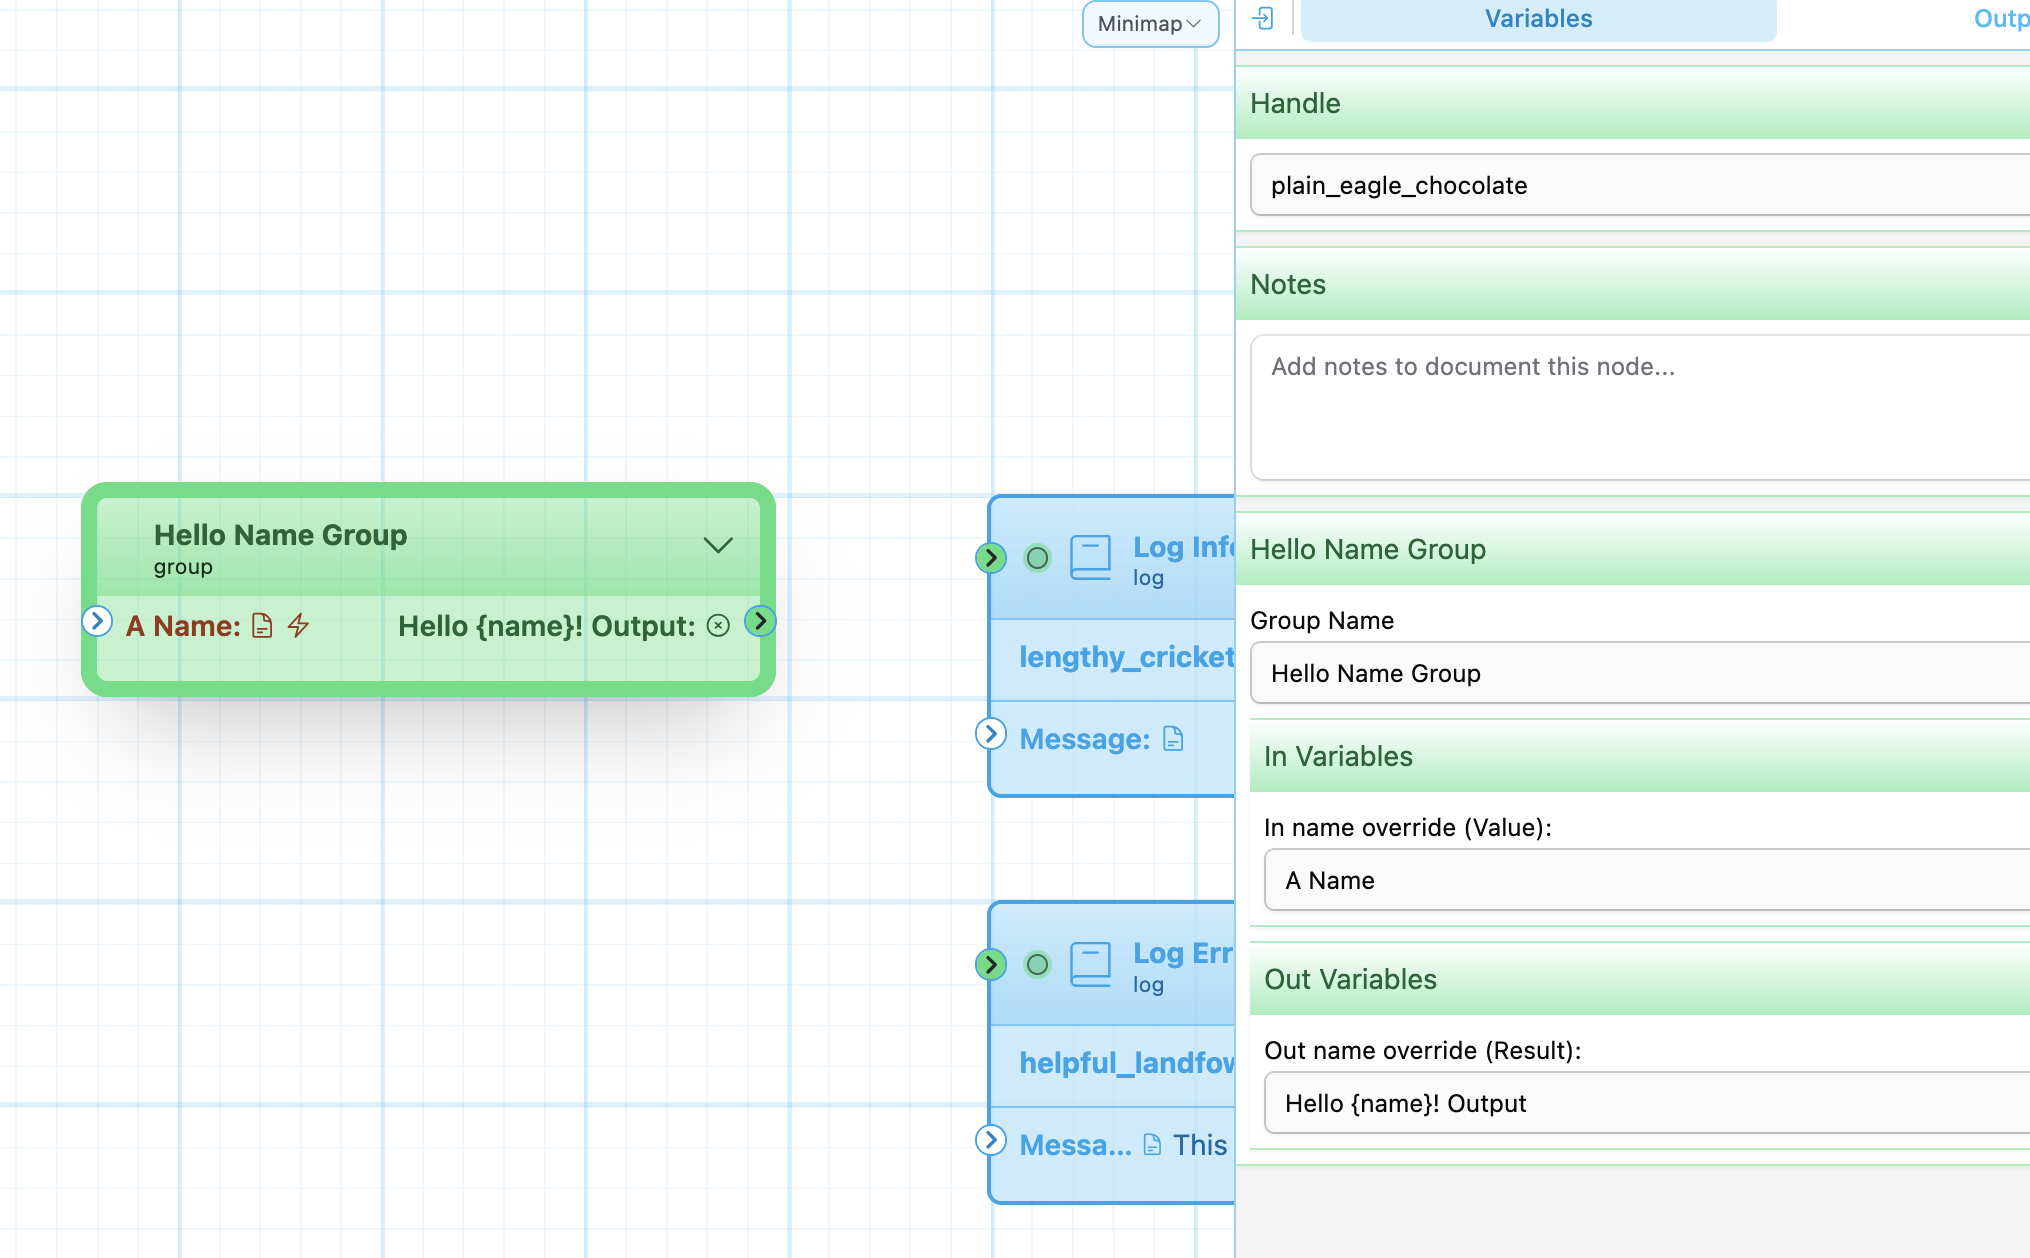 Minimap
Hello Name Group
group
A Name:
Hello {name}! Output:
Log Info
log
lengthy_cricket
Message:
Log Err
log
helpful_landfow
Messa... This
Variables
Outp
Handle
plain_eagle_chocolate
Notes
Add notes to document this node...
Hello Name Group
Group Name
Hello Name Group
In Variables
In name override (Value):
A Name
Out Variables
Out name override (Result):
Hello {name}! Output